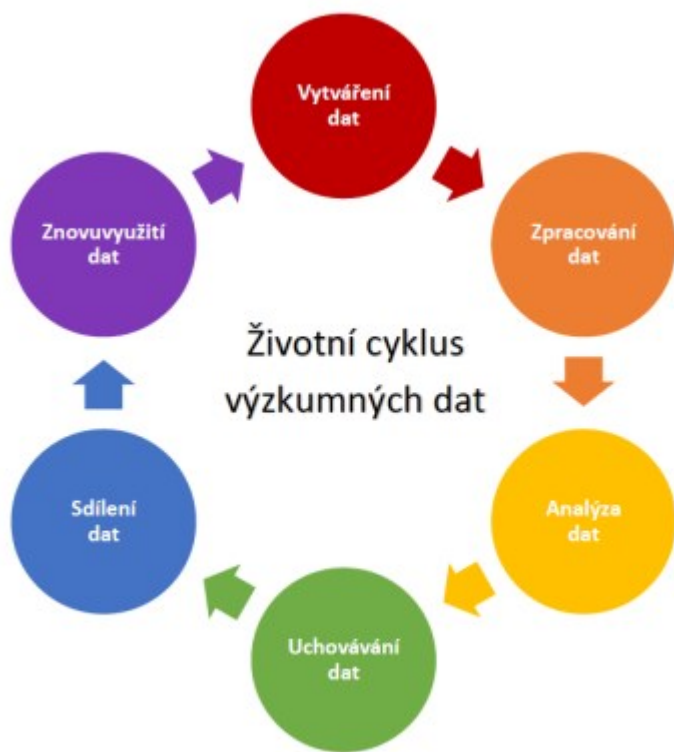 Vytváření
dat
Zpracování
dat
Analýza
dat
Uchovávání
dat
Sdílení
dat
Znovuvyužití
dat
Životní cyklus
výzkumných dat